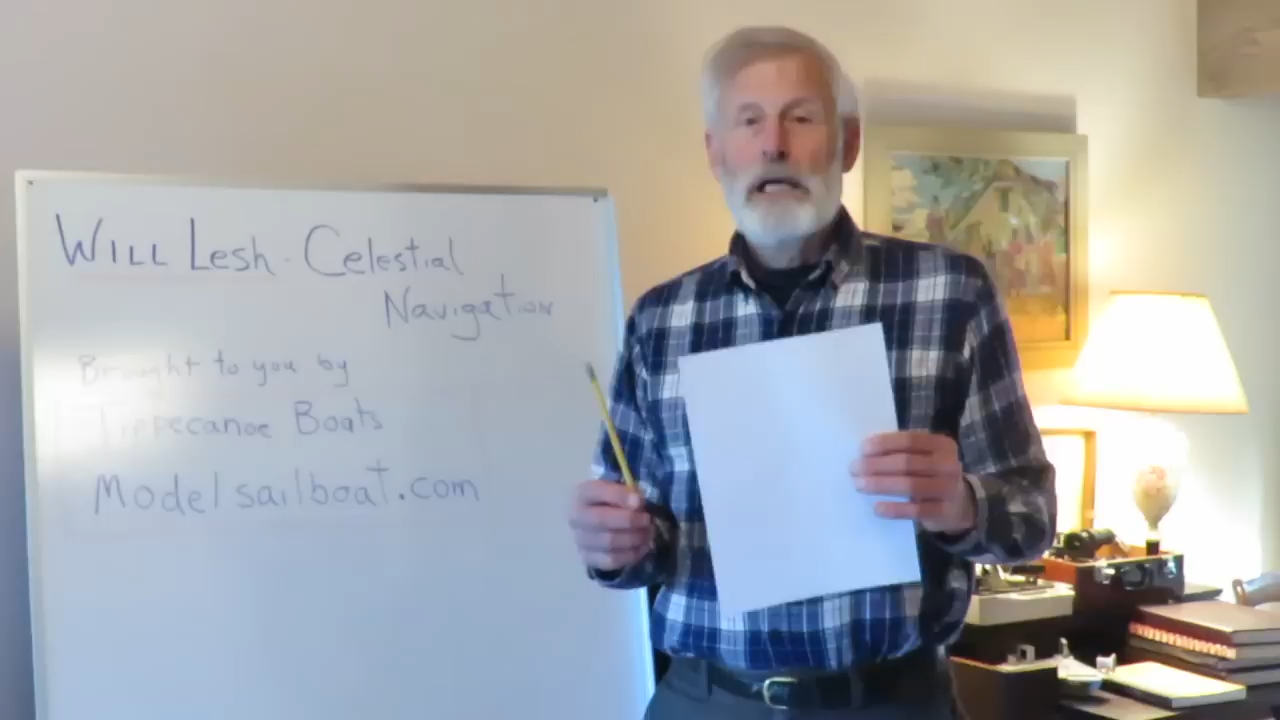 WILL Lesh - Celestial
Navigation
Brought to you by
Tippecanoe Boats
Modelsailboat.com